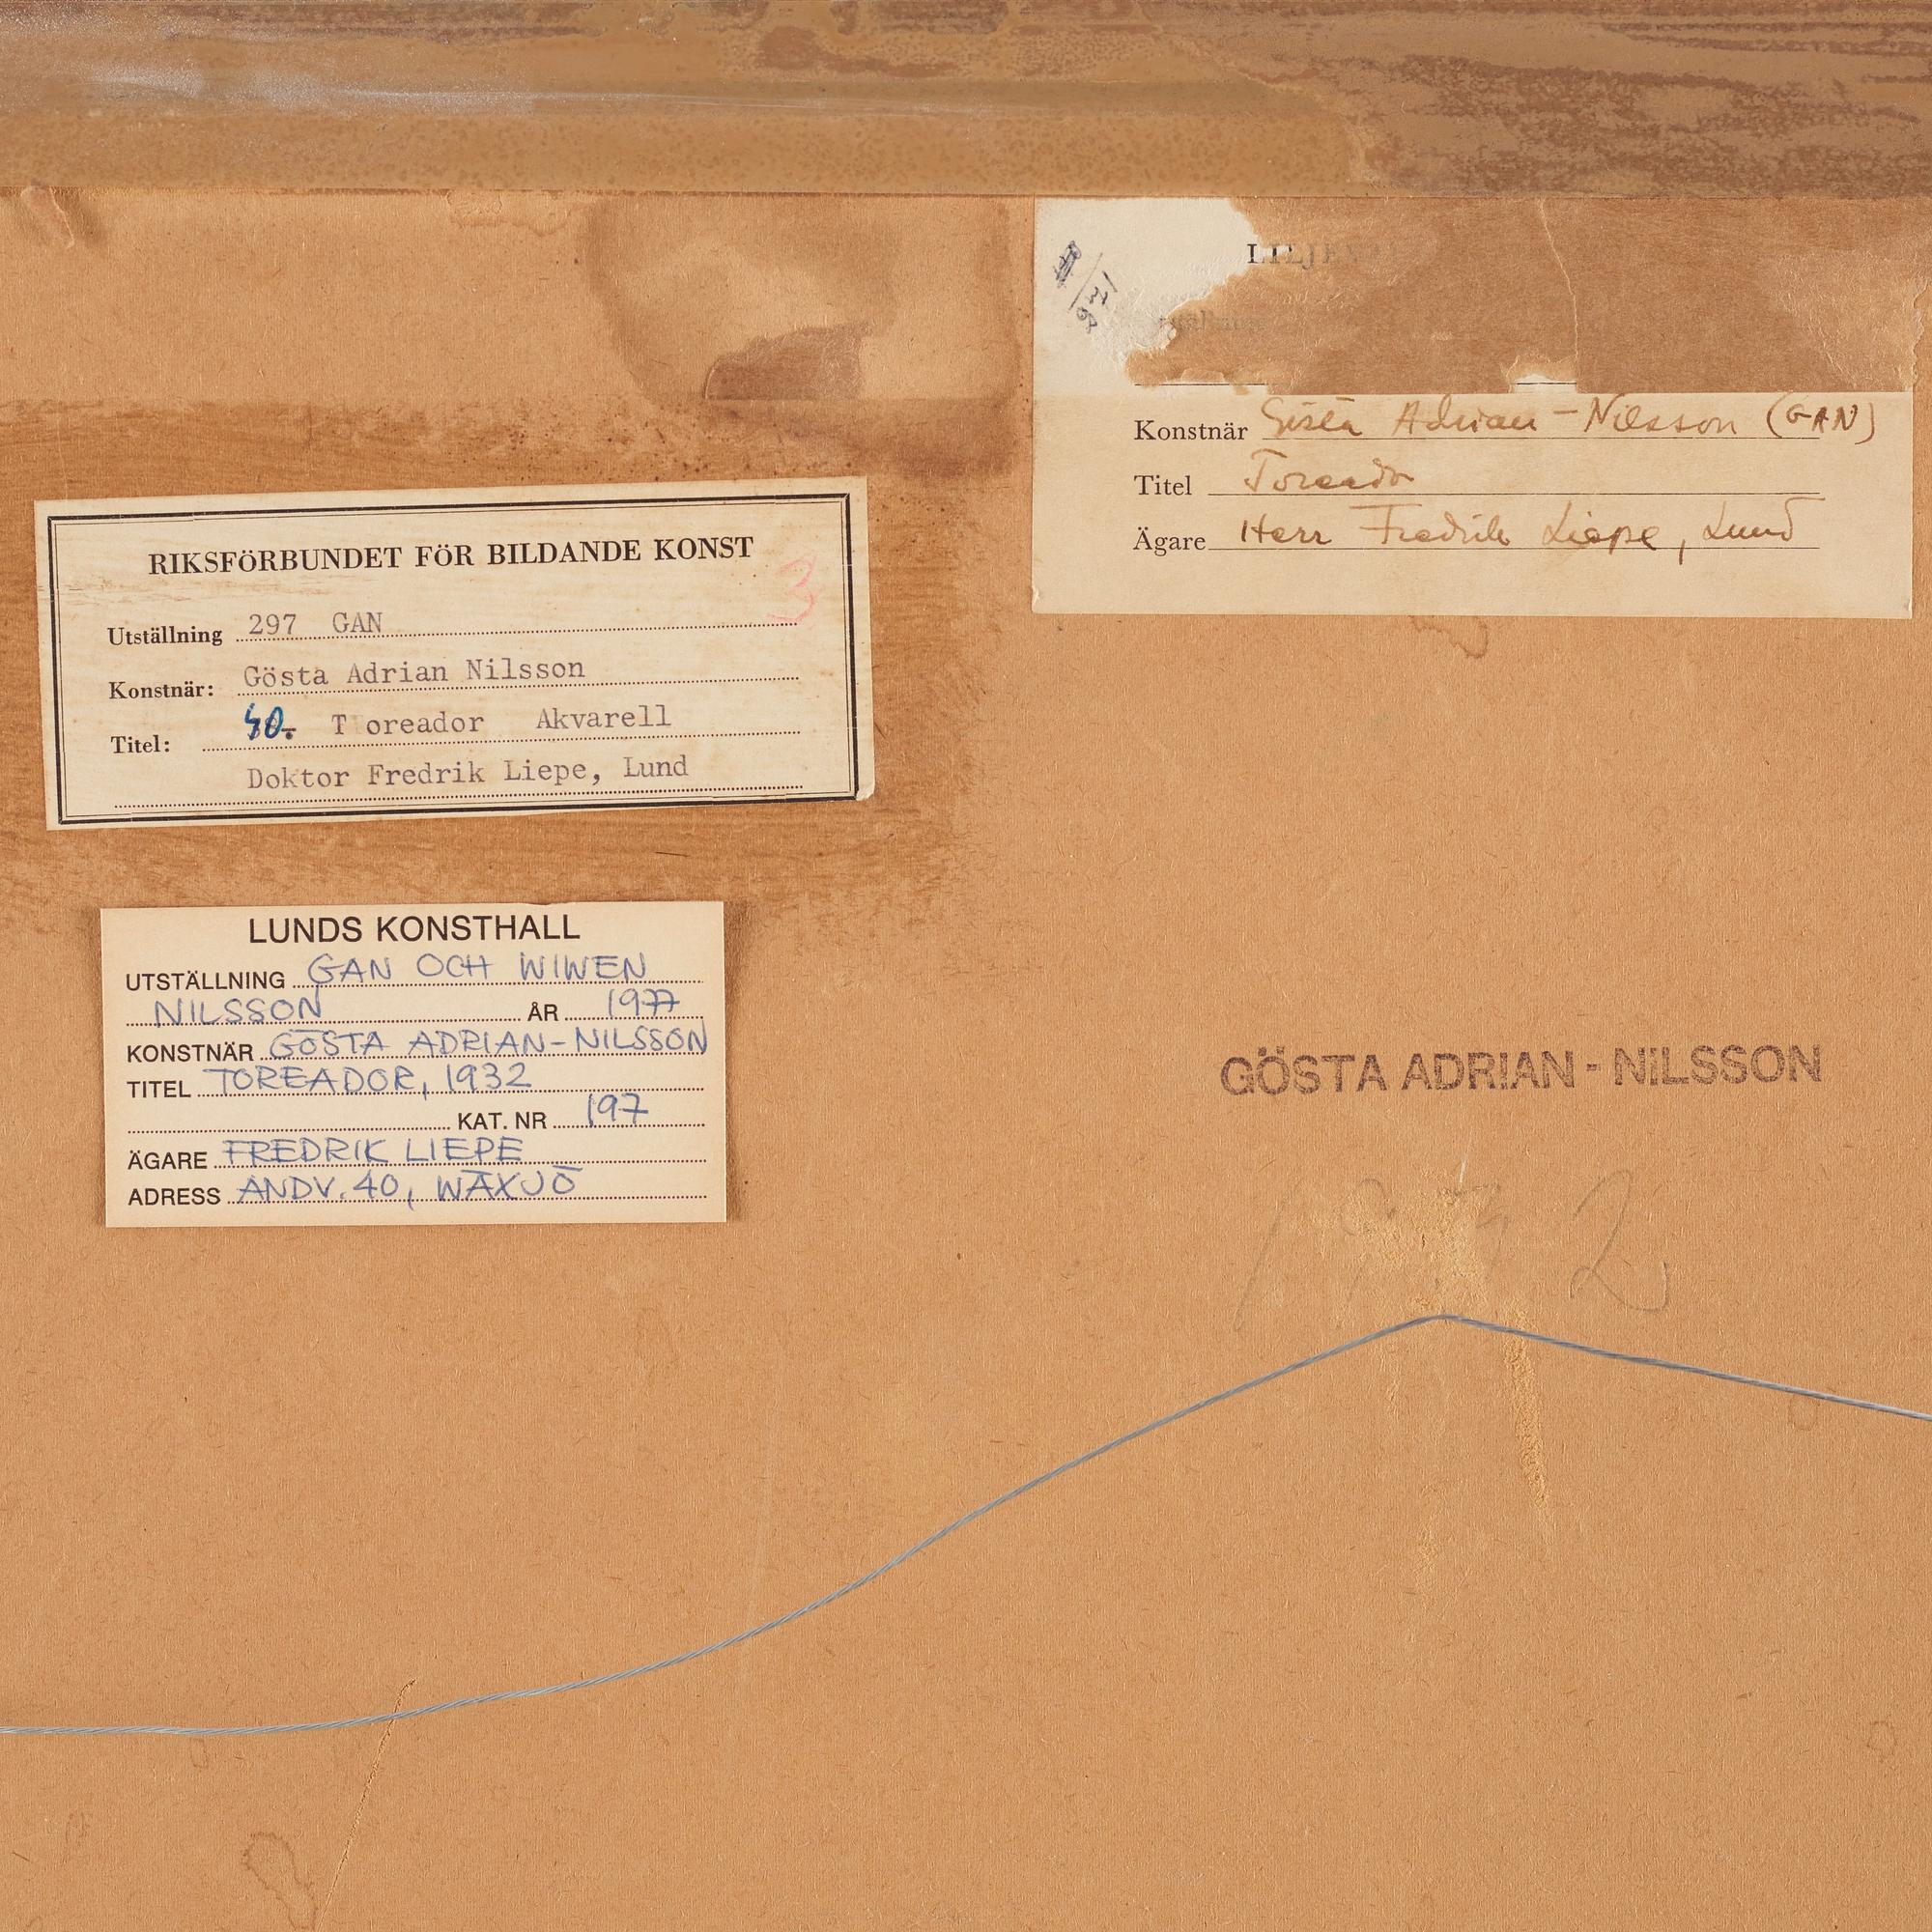 Konstnär Gösta Adrian-Nilsson (GAN)
Titel Toreador
Ägare Herr Fredrik Liepe, Lund
RIKSFÖRBUNDET FÖR BILDANDE KONST
3
Utställning 297 GAN
Konstnär: Gösta Adrian Nilsson
Titel: 40. T oreador Akvarell
Doktor Fredrik Liepe, Lund
LUNDS KONSTHALL
UTSTÄLLNING GAN OCH WIWEN
NILSSON ÅR 1977
KONSTNÄR GÖSTA ADRIAN-NILSSON
TITEL TOREADOR, 1932
KAT. NR 197
ÄGARE FREDRIK LIEPE
ADRESS ANDV. 40, WÄXJÖ
GÖSTA ADRIAN - NILSSON
1932